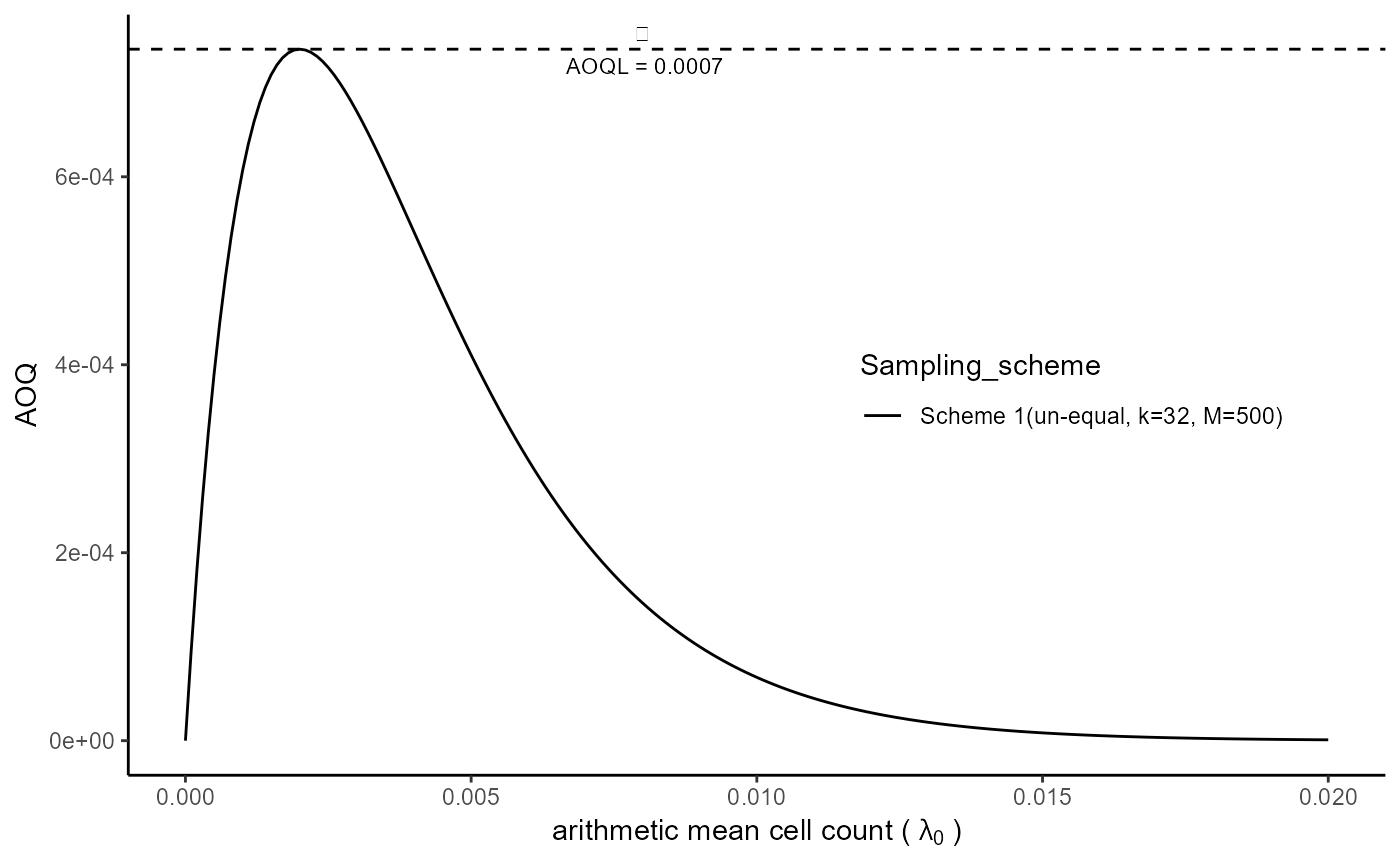 AOQL = 0.0007
6e-04
4e-04
2e-04
0e+00
AOQ
Sampling_scheme
Scheme 1(un-equal, k=32, M=500)
0.000 0.005 0.010 0.015 0.020
arithmetic mean cell count ( λ₀ )